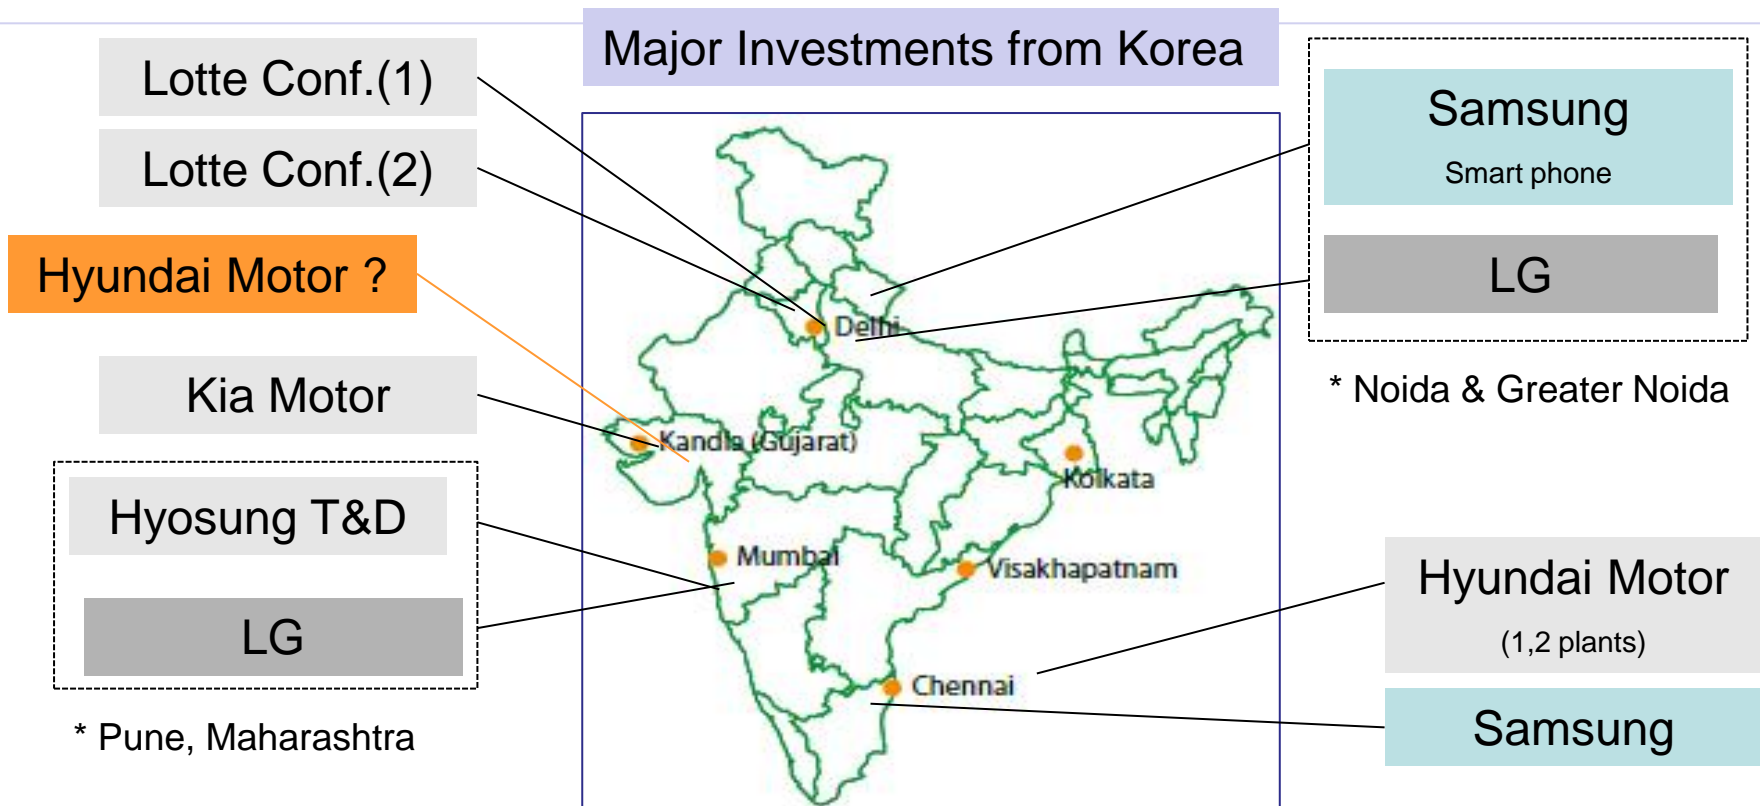 Major Investments from Korea
Lotte Conf.(1)
Lotte Conf.(2)
Hyundai Motor ?
Kia Motor
Hyosung T&D
LG
* Pune, Maharashtra
Delhi
Kandla (Gujarat)
Kolkata
Mumbai
Visakhapatnam
Chennai
Samsung
Smart phone
LG
* Noida & Greater Noida
Hyundai Motor
(1,2 plants)
Samsung